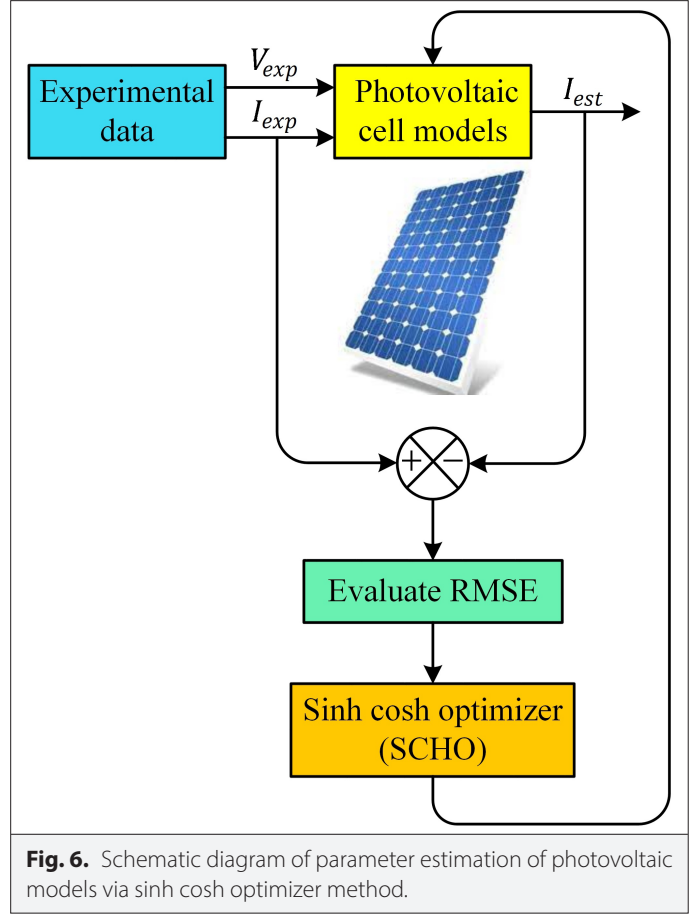 Experimental
data
V_exp
I_exp
Photovoltaic
cell models
I_est
+ −
Evaluate RMSE
Sinh cosh optimizer
(SCHO)
Fig. 6. Schematic diagram of parameter estimation of photovoltaic
models via sinh cosh optimizer method.